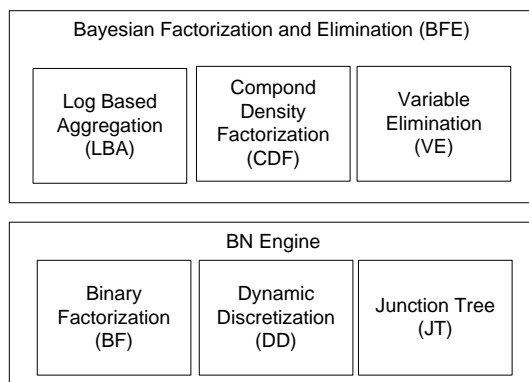 Bayesian Factorization and Elimination (BFE)
Log Based
Aggregation
(LBA)
Compond
Density
Factorization
(CDF)
Variable
Elimination
(VE)
BN Engine
Binary
Factorization
(BF)
Dynamic
Discretization
(DD)
Junction Tree
(JT)